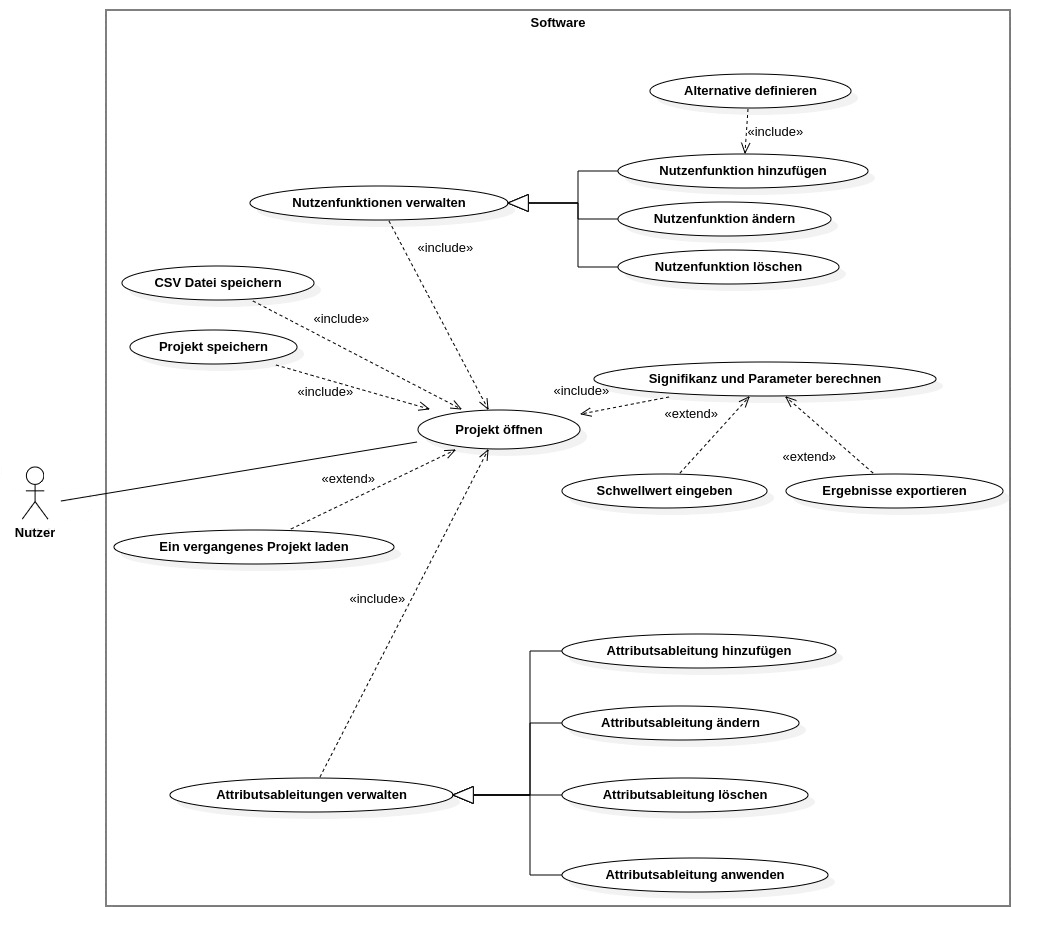 Software
Alternative definieren
«include»
Nutzenfunktion hinzufügen
Nutzenfunktionen verwalten
Nutzenfunktion ändern
«include»
Nutzenfunktion löschen
CSV Datei speichern
«include»
Projekt speichern
Signifikanz und Parameter berechnen
«include»
«include»
«extend»
Projekt öffnen
«extend»
«extend»
Schwellwert eingeben
Ergebnisse exportieren
Nutzer
Ein vergangenes Projekt laden
«include»
Attributsableitung hinzufügen
Attributsableitung ändern
Attributsableitungen verwalten
Attributsableitung löschen
Attributsableitung anwenden